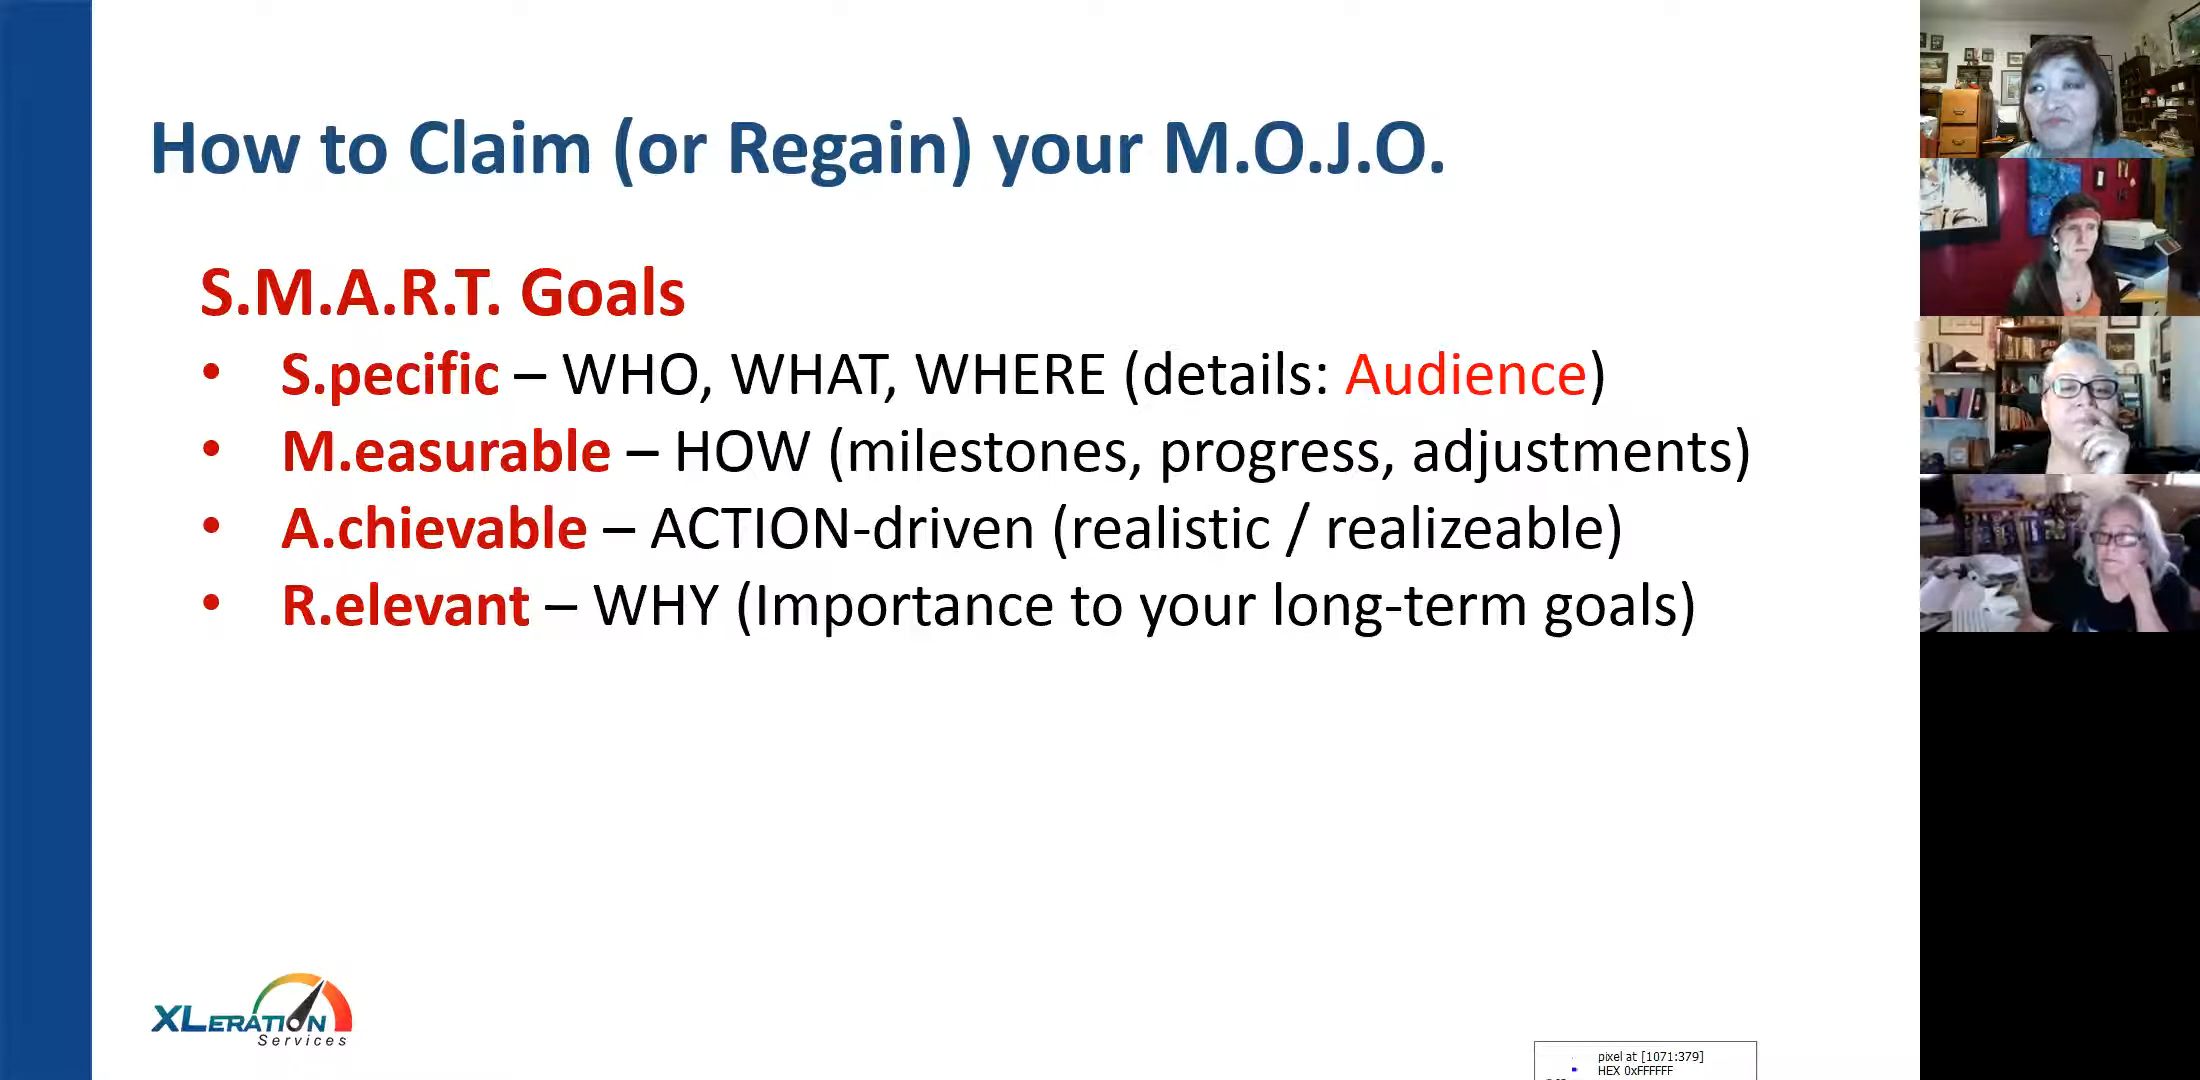 How to Claim (or Regain) your M.O.J.O.
S.M.A.R.T. Goals
• S.pecific – WHO, WHAT, WHERE (details: Audience)
• M.easurable – HOW (milestones, progress, adjustments)
• A.chievable – ACTION-driven (realistic / realizeable)
• R.elevant – WHY (Importance to your long-term goals)
XLERATION
Services
pixel at [1071:379]
HEX 0xFFFFFF